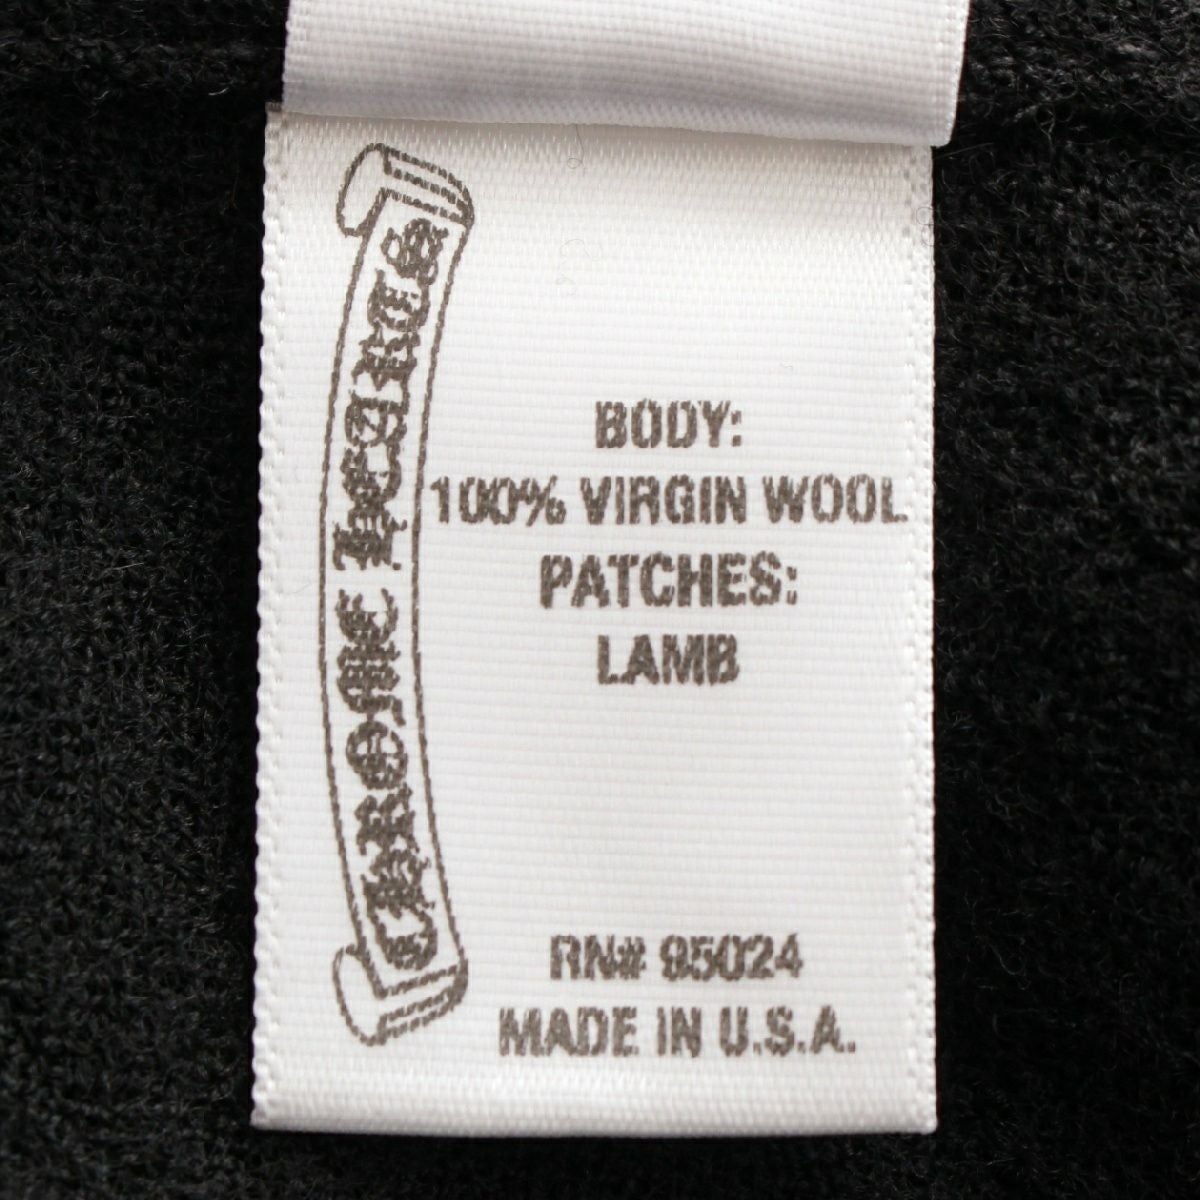 CHROME HEARTS
BODY:
100% VIRGIN WOOL
PATCHES:
LAMB
RN# 95024
MADE IN U.S.A.